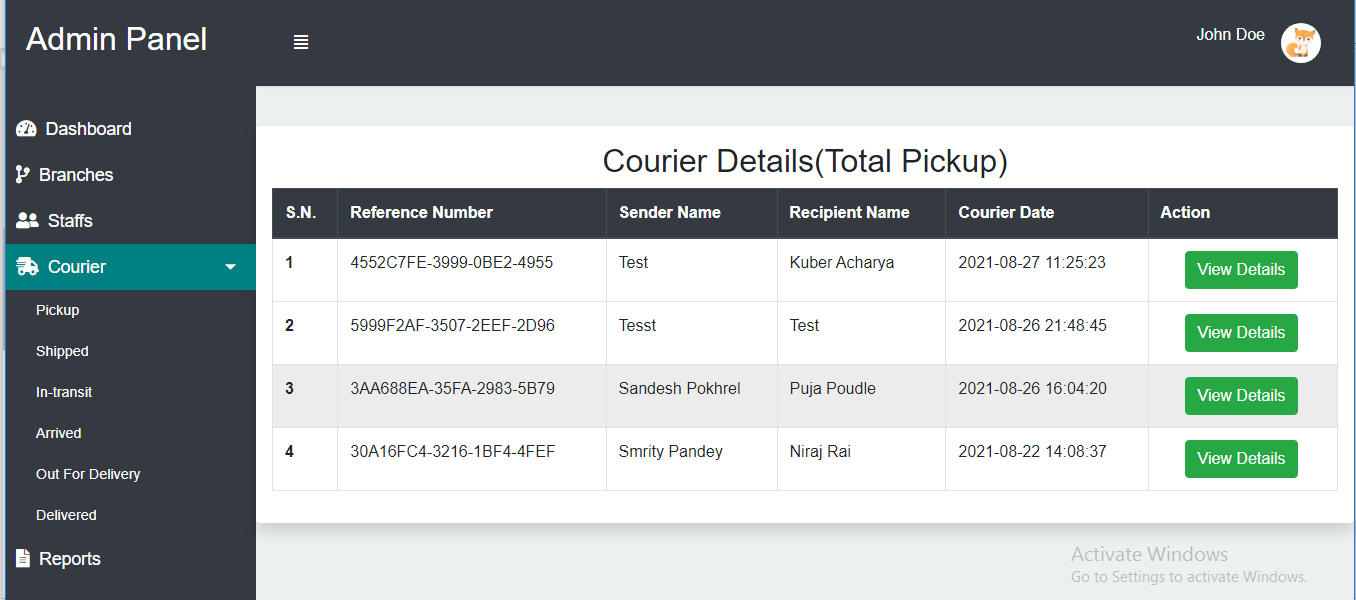 Admin Panel
John Doe
Dashboard
Branches
Staffs
Courier
Pickup
Shipped
In-transit
Arrived
Out For Delivery
Delivered
Reports
Courier Details(Total Pickup)
S.N. Reference Number Sender Name Recipient Name Courier Date Action
1 4552C7FE-3999-0BE2-4955 Test Kuber Acharya 2021-08-27 11:25:23 View Details
2 5999F2AF-3507-2EEF-2D96 Tesst Test 2021-08-26 21:48:45 View Details
3 3AA688EA-35FA-2983-5B79 Sandesh Pokhrel Puja Poudle 2021-08-26 16:04:20 View Details
4 30A16FC4-3216-1BF4-4FEF Smrity Pandey Niraj Rai 2021-08-22 14:08:37 View Details
Activate Windows
Go to Settings to activate Windows.